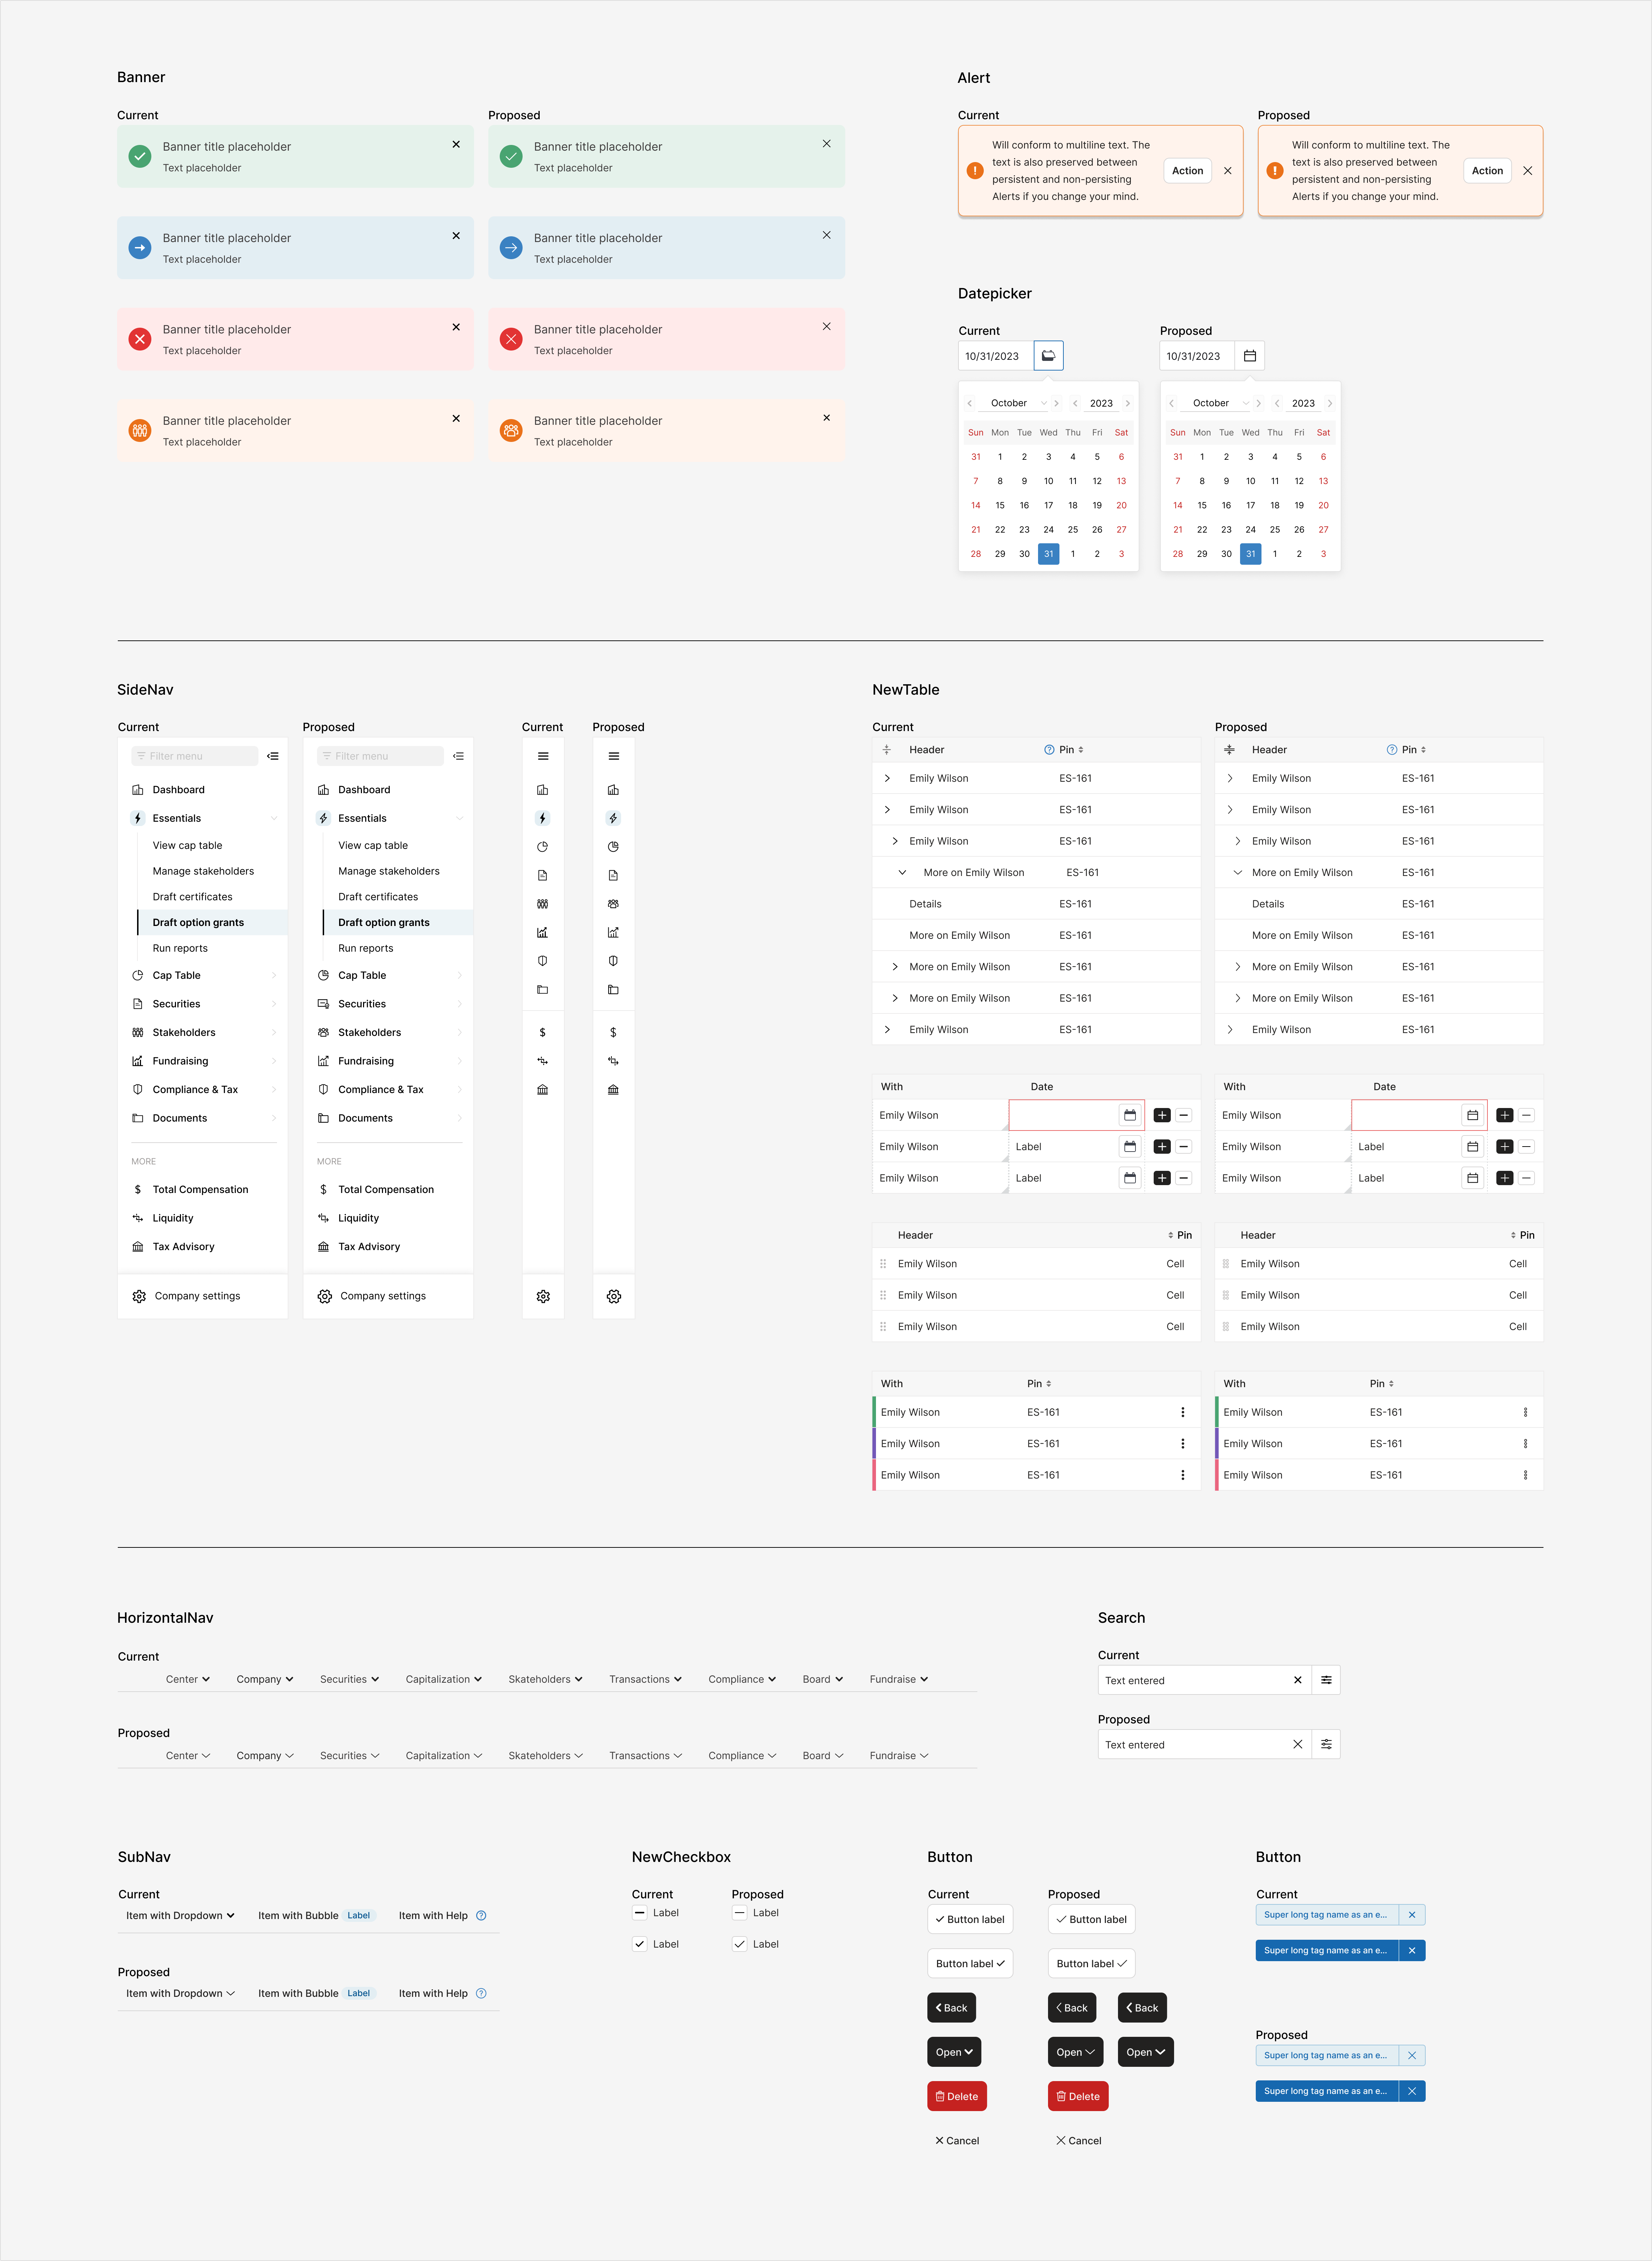 Banner
Current
Proposed
Banner title placeholder
Text placeholder
Banner title placeholder
Text placeholder
Banner title placeholder
Text placeholder
Banner title placeholder
Text placeholder
Banner title placeholder
Text placeholder
Banner title placeholder
Text placeholder
Banner title placeholder
Text placeholder
Banner title placeholder
Text placeholder
Alert
Current
Will conform to multiline text. The
text is also preserved between
persistent and non-persisting
Alerts if you change your mind.
Action
Proposed
Will conform to multiline text. The
text is also preserved between
persistent and non-persisting
Alerts if you change your mind.
Action
Datepicker
Current
10/31/2023
October 2023
Sun Mon Tue Wed Thu Fri Sat
31 1 2 3 4 5 6
7 8 9 10 11 12 13
14 15 16 17 18 19 20
21 22 23 24 25 26 27
28 29 30 31 1 2 3
Proposed
10/31/2023
October 2023
Sun Mon Tue Wed Thu Fri Sat
31 1 2 3 4 5 6
7 8 9 10 11 12 13
14 15 16 17 18 19 20
21 22 23 24 25 26 27
28 29 30 31 1 2 3
SideNav
Current
Filter menu
Dashboard
Essentials
View cap table
Manage stakeholders
Draft certificates
Draft option grants
Run reports
Cap Table
Securities
Stakeholders
Fundraising
Compliance & Tax
Documents
MORE
$ Total Compensation
Liquidity
Tax Advisory
Company settings
Proposed
Filter menu
Dashboard
Essentials
View cap table
Manage stakeholders
Draft certificates
Draft option grants
Run reports
Cap Table
Securities
Stakeholders
Fundraising
Compliance & Tax
Documents
MORE
$ Total Compensation
Liquidity
Tax Advisory
Company settings
Current
$
Proposed
$
NewTable
Current
Header ? Pin
Emily Wilson ES-161
Emily Wilson ES-161
Emily Wilson ES-161
More on Emily Wilson ES-161
Details ES-161
More on Emily Wilson ES-161
More on Emily Wilson ES-161
More on Emily Wilson ES-161
Emily Wilson ES-161
With Date
Emily Wilson
Emily Wilson Label
Emily Wilson Label
Header Pin
Emily Wilson Cell
Emily Wilson Cell
Emily Wilson Cell
With Pin
Emily Wilson ES-161
Emily Wilson ES-161
Emily Wilson ES-161
Proposed
Header ? Pin
Emily Wilson ES-161
Emily Wilson ES-161
Emily Wilson ES-161
More on Emily Wilson ES-161
Details ES-161
More on Emily Wilson ES-161
More on Emily Wilson ES-161
More on Emily Wilson ES-161
Emily Wilson ES-161
With Date
Emily Wilson
Emily Wilson Label
Emily Wilson Label
Header Pin
Emily Wilson Cell
Emily Wilson Cell
Emily Wilson Cell
With Pin
Emily Wilson ES-161
Emily Wilson ES-161
Emily Wilson ES-161
HorizontalNav
Current
Center Company Securities Capitalization Skateholders Transactions Compliance Board Fundraise
Proposed
Center Company Securities Capitalization Skateholders Transactions Compliance Board Fundraise
Search
Current
Text entered
Proposed
Text entered
SubNav
Current
Item with Dropdown Item with Bubble Label Item with Help ?
Proposed
Item with Dropdown Item with Bubble Label Item with Help ?
NewCheckbox
Current
Label
Label
Proposed
Label
Label
Button
Current
Button label
Button label
Back
Open
Delete
Cancel
Proposed
Button label
Button label
Back Back
Open Open
Delete
Cancel
Button
Current
Super long tag name as an e...
Super long tag name as an e...
Proposed
Super long tag name as an e...
Super long tag name as an e...